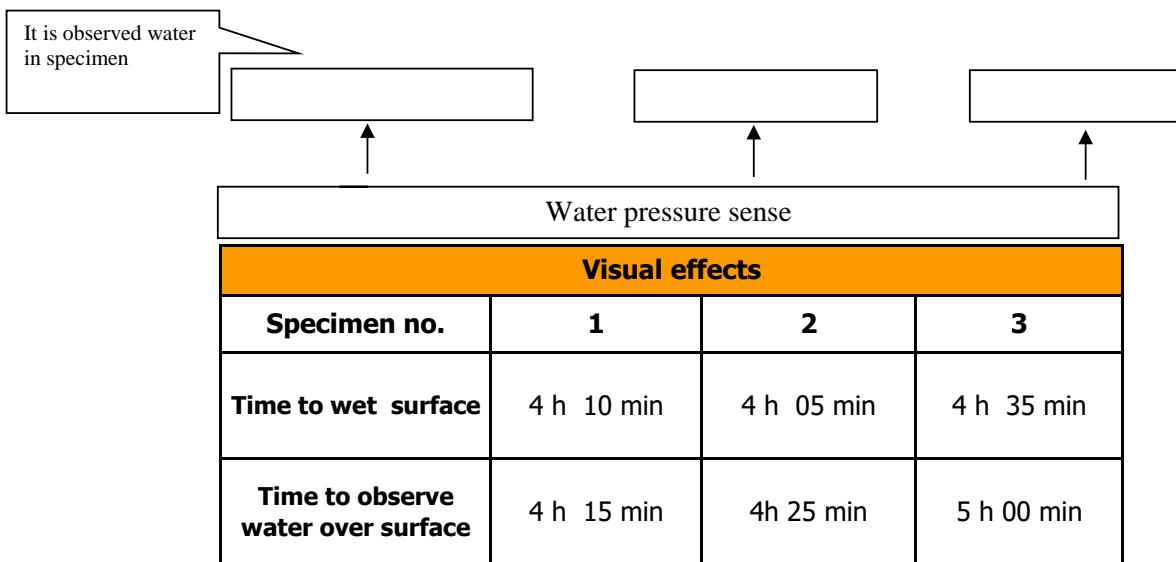 It is observed water
in specimen
Water pressure sense
Visual effects
Specimen no. 1 2 3
Time to wet surface 4 h 10 min 4 h 05 min 4 h 35 min
Time to observe
water over surface 4 h 15 min 4h 25 min 5 h 00 min